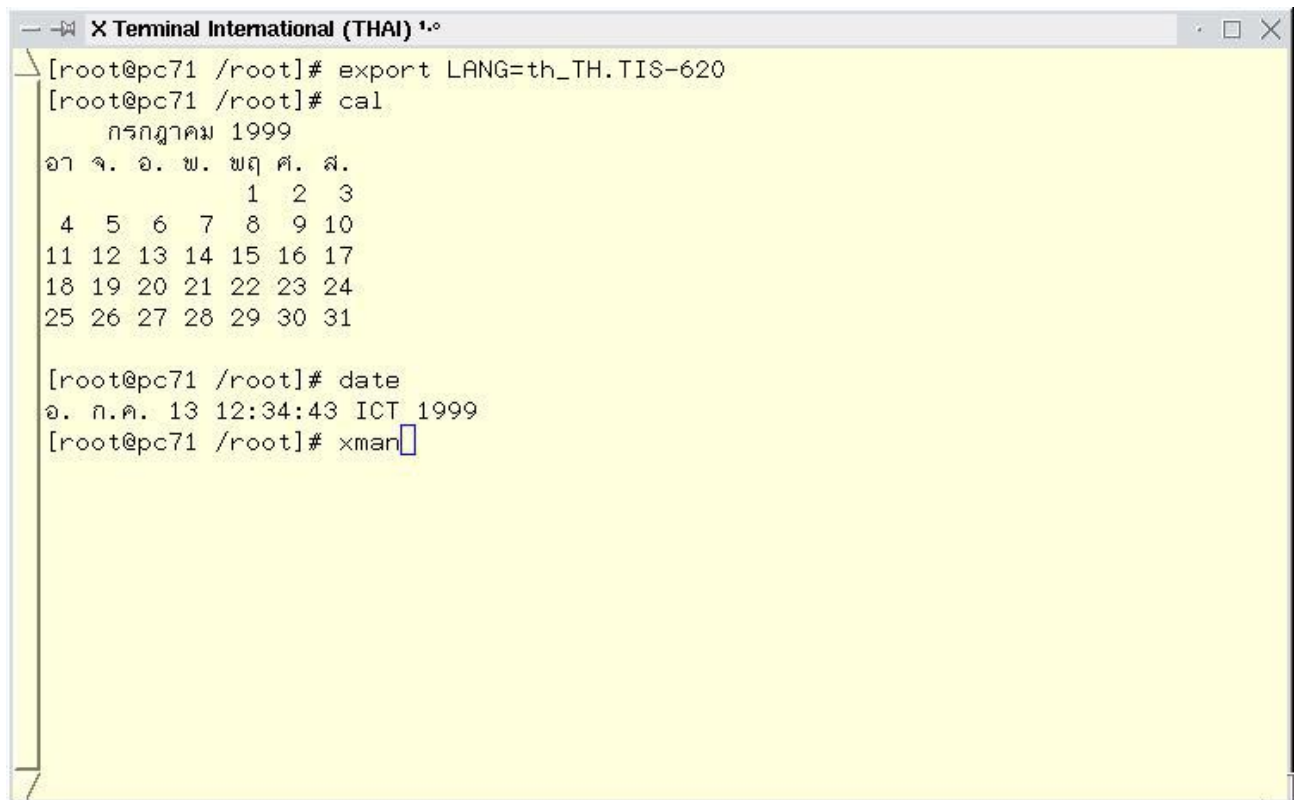 X Terminal International (THAI)
[root@pc71 /root]# export LANG=th_TH.TIS-620
[root@pc71 /root]# cal
กรกฎาคม 1999
อา จ. อ. พ. พฤ ศ. ส.
1 2 3
4 5 6 7 8 9 10
11 12 13 14 15 16 17
18 19 20 21 22 23 24
25 26 27 28 29 30 31
[root@pc71 /root]# date
อ. ก.ค. 13 12:34:43 ICT 1999
[root@pc71 /root]# xman